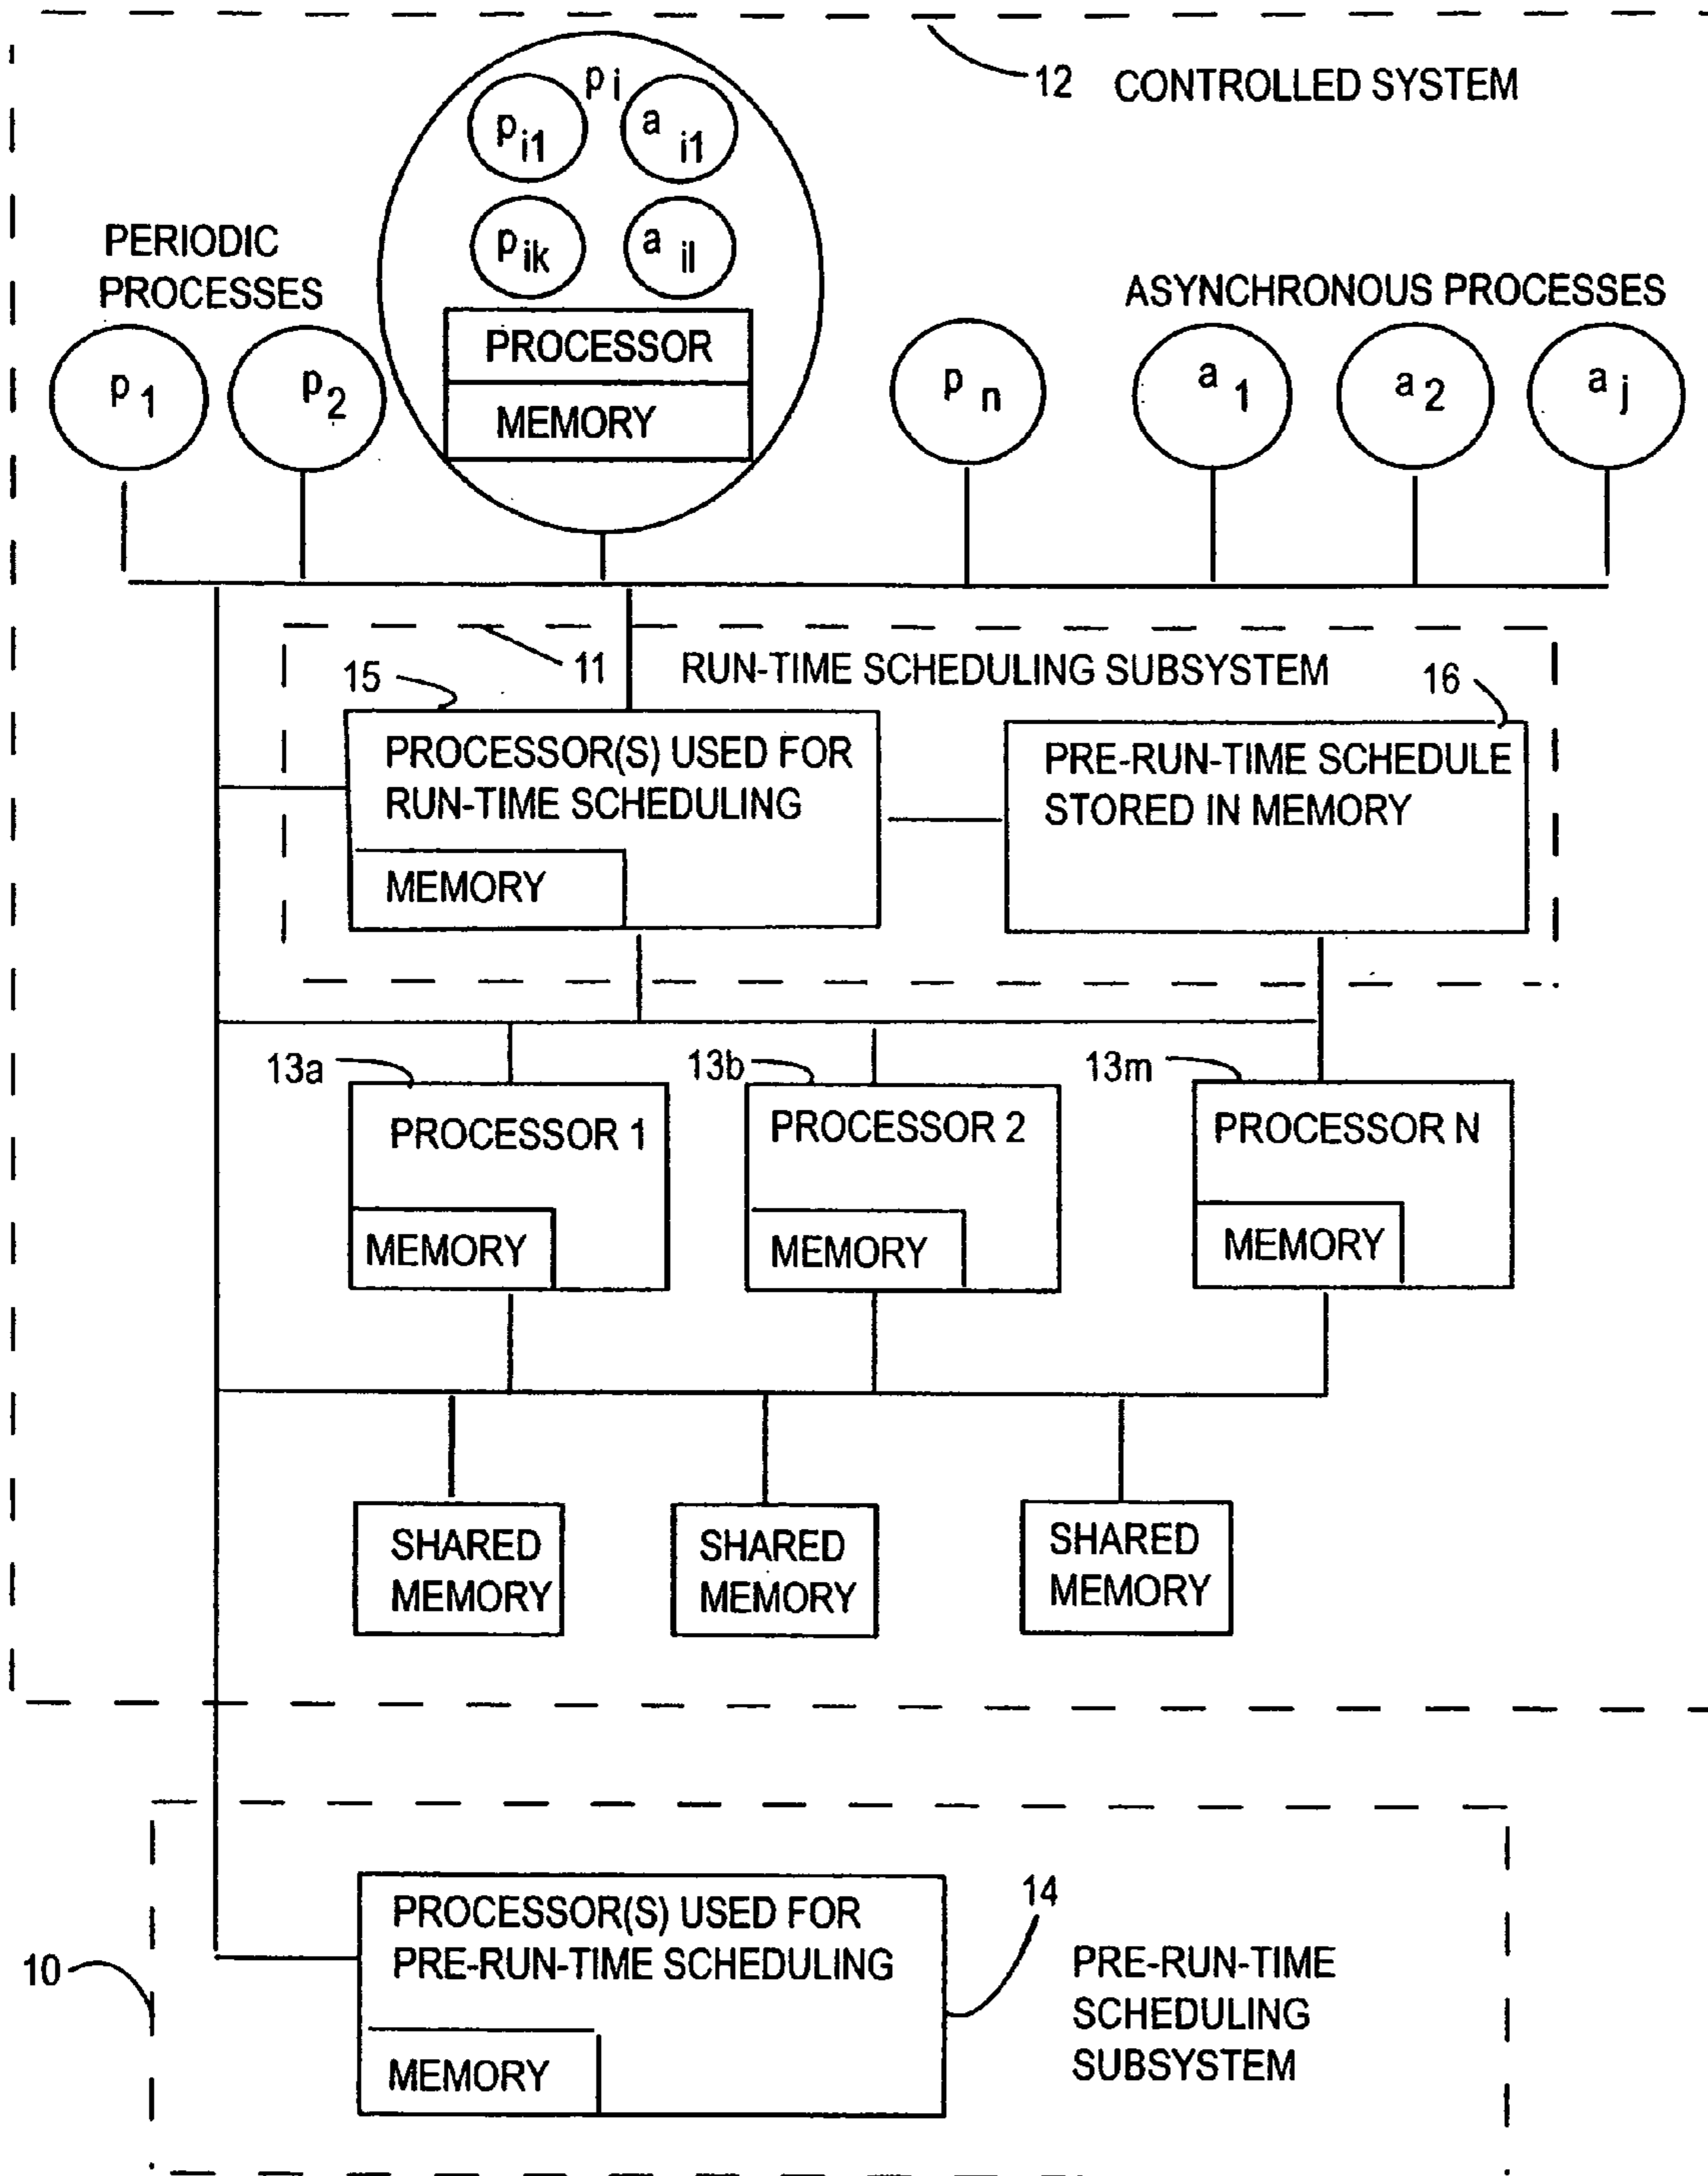 12 CONTROLLED SYSTEM
p i
p i1
a i1
p ik
a il
PROCESSOR
MEMORY
PERIODIC
PROCESSES
ASYNCHRONOUS PROCESSES
p 1
p 2
p n
a 1
a 2
a j
11
RUN-TIME SCHEDULING SUBSYSTEM
15
16
PROCESSOR(S) USED FOR
RUN-TIME SCHEDULING
MEMORY
PRE-RUN-TIME SCHEDULE
STORED IN MEMORY
13a
13b
13m
PROCESSOR 1
MEMORY
PROCESSOR 2
MEMORY
PROCESSOR N
MEMORY
SHARED
MEMORY
SHARED
MEMORY
SHARED
MEMORY
10
14
PROCESSOR(S) USED FOR
PRE-RUN-TIME SCHEDULING
MEMORY
PRE-RUN-TIME
SCHEDULING
SUBSYSTEM